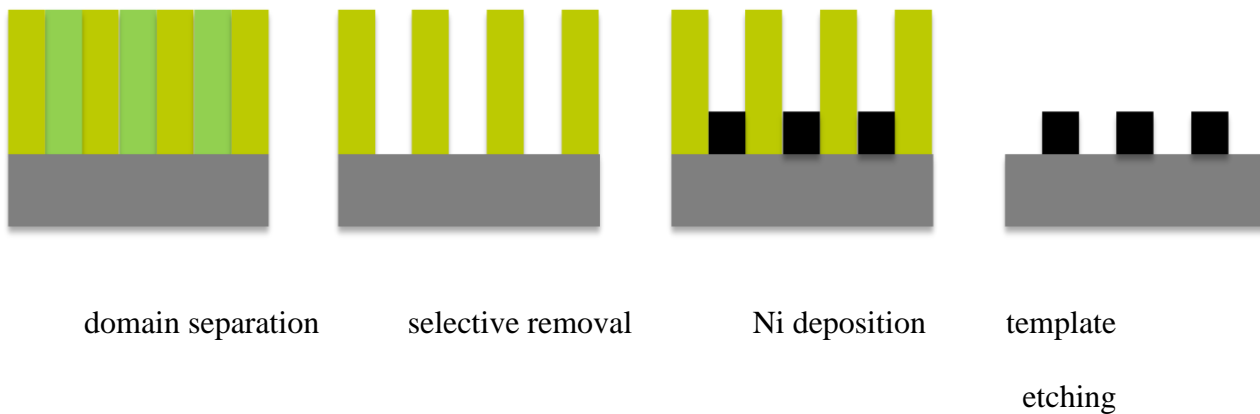 domain separation selective removal Ni deposition template
etching